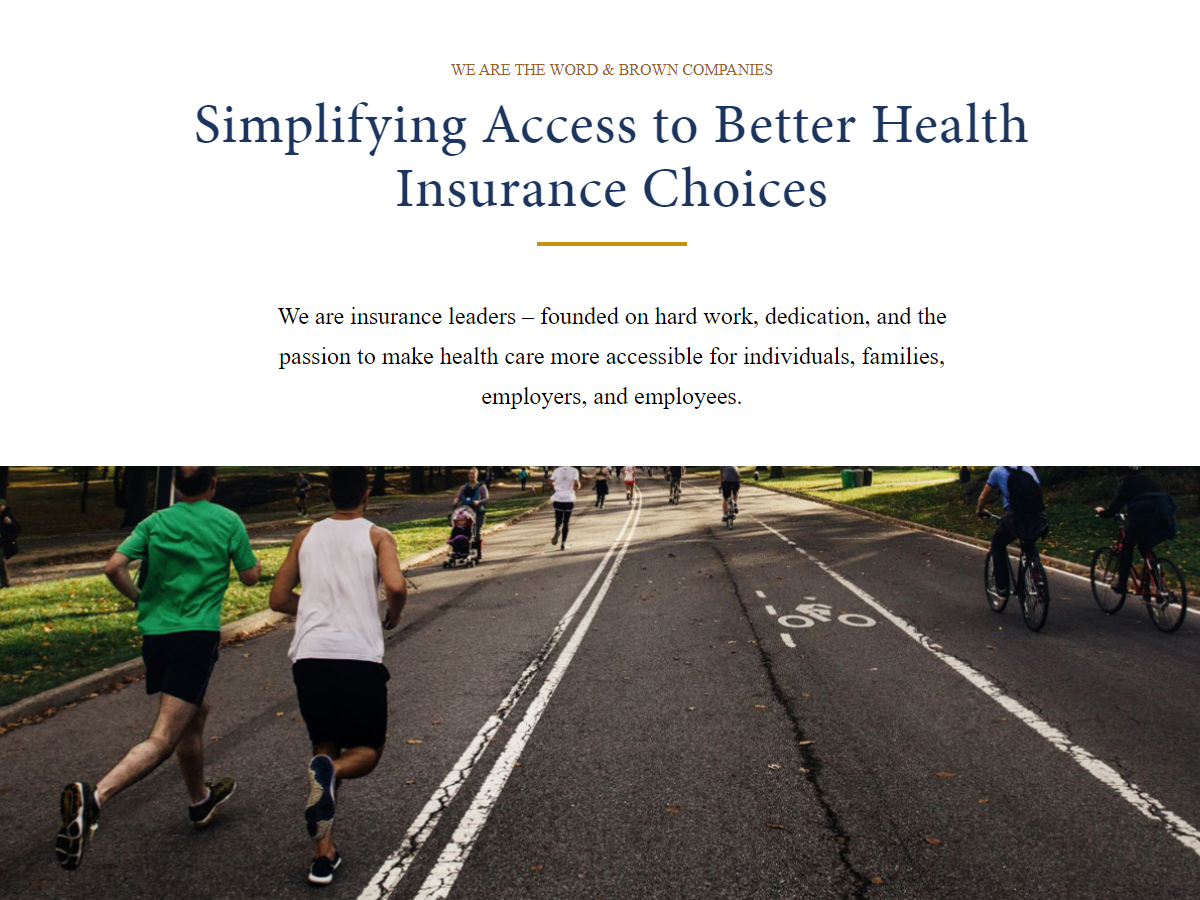 WE ARE THE WORD & BROWN COMPANIES
Simplifying Access to Better Health
Insurance Choices
We are insurance leaders – founded on hard work, dedication, and the
passion to make health care more accessible for individuals, families,
employers, and employees.